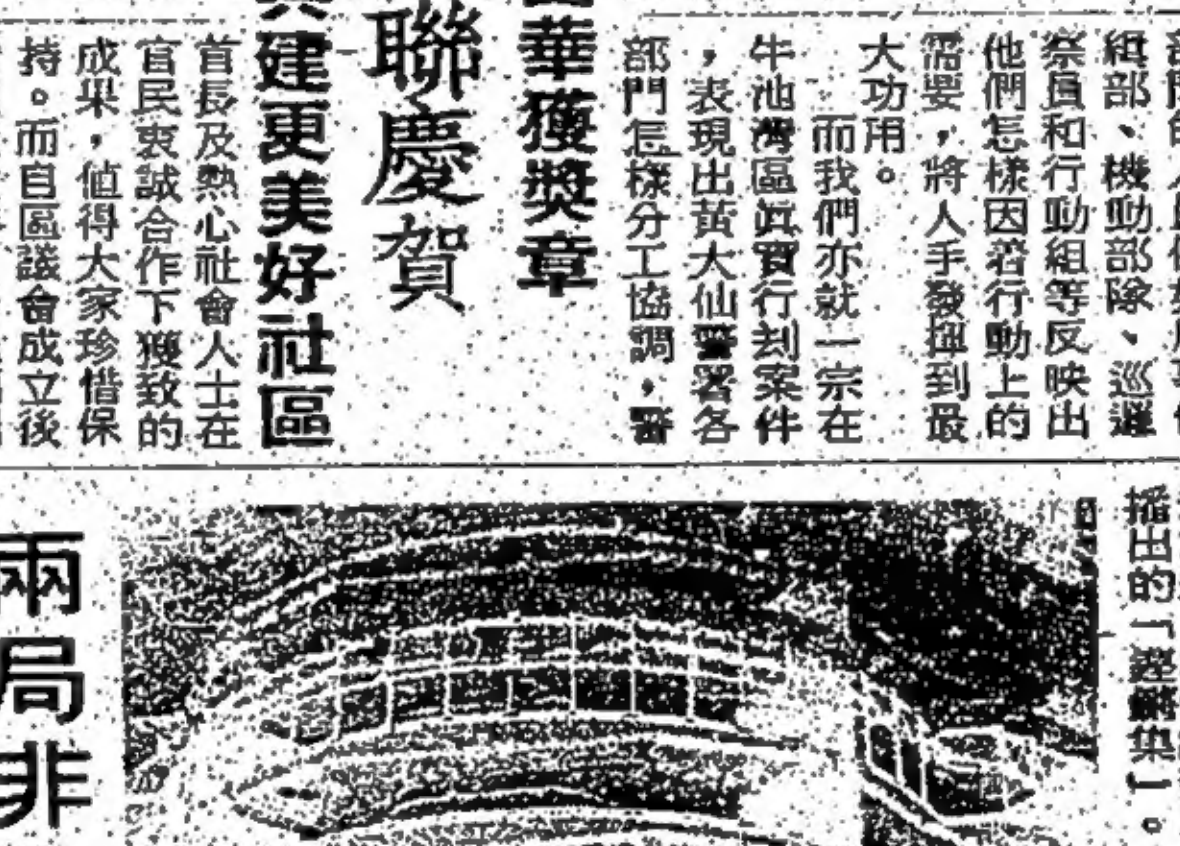 緝部、機動部隊、巡邏
祭員和行動組等反映出
他們怎樣因着行動上的
需要，將人手發揮到最
大功用。
而我們亦就一宗在
牛池灣區眞實行刦案件
，表現出黃大仙警署各
部門怎樣分工協調，警
華獲獎章
聯慶賀
建更美好社區
首長及熱心社會人士在
官民衷誠合作下獲致的
成果，値得大家珍惜保
持。而自區議會成立後
播出的「逆鱗集」。
兩局非